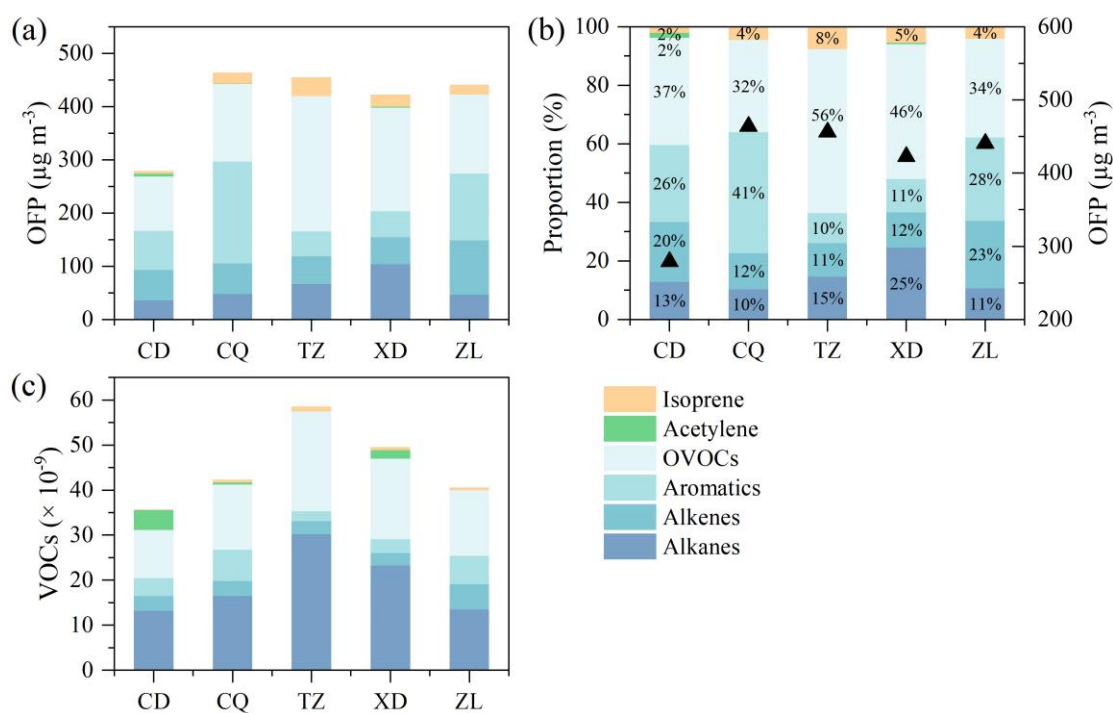 (a)
500
400
300
200
100
0
OFP (μg m⁻³)
CD CQ TZ XD ZL
(b)
100
80
60
40
20
0
Proportion (%)
2% 4% 8% 5% 4%
2%
37% 32% 56% 46% 34%
26% 41% 10% 11% 28%
20% 12% 11% 12% 23%
13% 10% 15% 25% 11%
600
500
400
300
200
OFP (μg m⁻³)
CD CQ TZ XD ZL
(c)
60
50
40
30
20
10
0
VOCs (× 10⁻⁹)
CD CQ TZ XD ZL
Isoprene
Acetylene
OVOCs
Aromatics
Alkenes
Alkanes